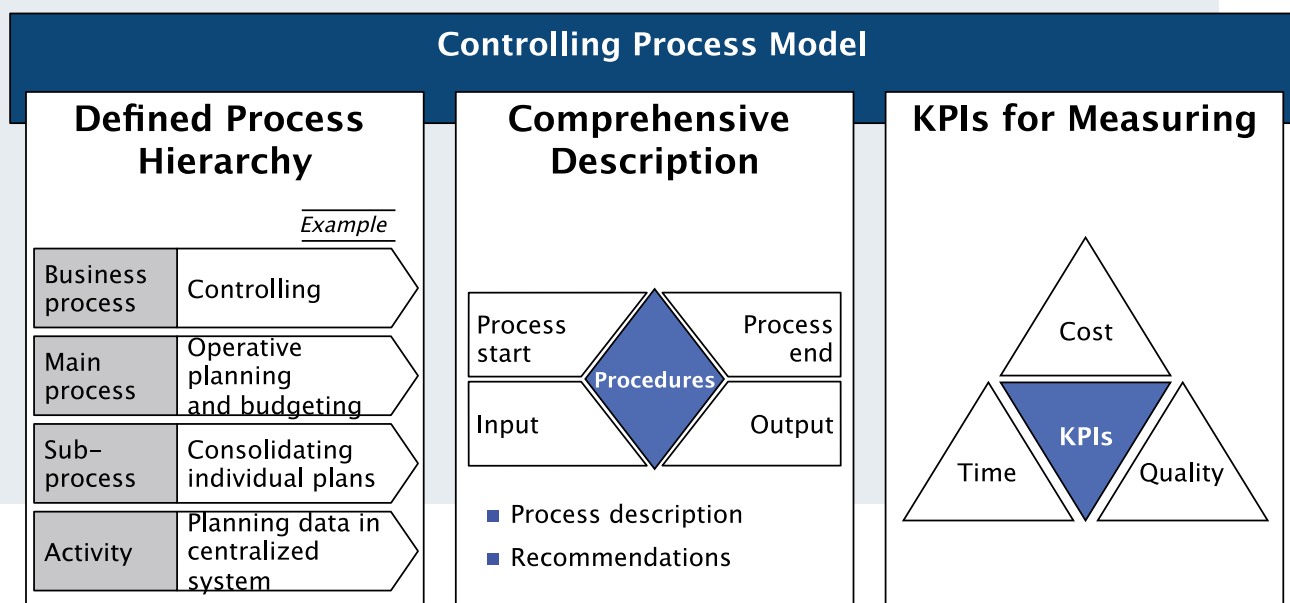 Controlling Process Model
Defined Process
Hierarchy
Example
Business
process
Controlling
Main
process
Operative
planning
and budgeting
Sub-
process
Consolidating
individual plans
Activity
Planning data in
centralized
system
Comprehensive
Description
Process
start
Process
end
Procedures
Input
Output
Process description
Recommendations
KPIs for Measuring
Cost
KPIs
Time
Quality